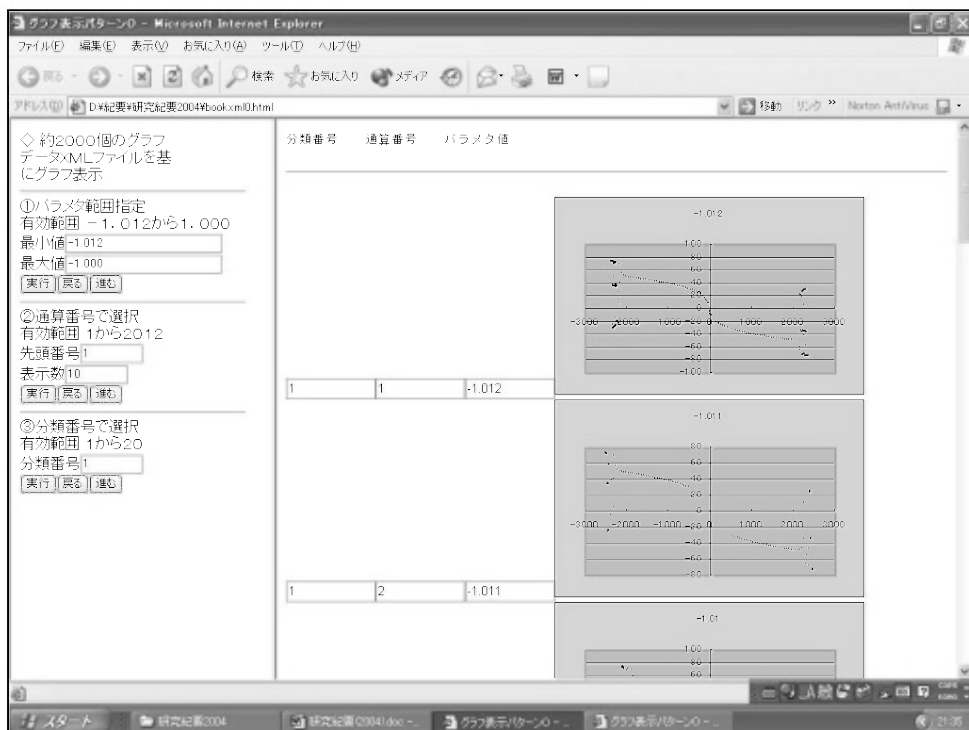 グラフ表示パターン0 - Microsoft Internet Explorer
ファイル(F) 編集(E) 表示(V) お気に入り(A) ツール(T) ヘルプ(H)
戻る 検索 お気に入り メディア
アドレス(D) D:¥紀要¥研究紀要2004¥bookxml0.html 移動 リンク » Norton AntiVirus
◇ 約2000個のグラフ
データXMLファイルを基
にグラフ表示
①パラメタ範囲指定
有効範囲 -1.012から1.000
最小値 -1.012
最大値 -1.000
実行 戻る 進む
②通算番号で選択
有効範囲 1から2012
先頭番号 1
表示数 10
実行 戻る 進む
③分類番号で選択
有効範囲 1から20
分類番号 1
実行 戻る 進む
分類番号 通算番号 パラメタ値
-1.012
100
80
60
40
20
-3000 -2000 -1000 -20 0 1000 2000 3000
-40
-60
-80
-100
1 1 -1.012
-1.011
80
60
40
20
0
-3000 -2000 -1000 -20 0 1000 2000 3000
-40
-60
-80
1 2 -1.011
-1.01
100
80
60
スタート 研究紀要2004 研究紀要(2004).doc -... グラフ表示パターン0 -... グラフ表示パターン0 -... 21:35